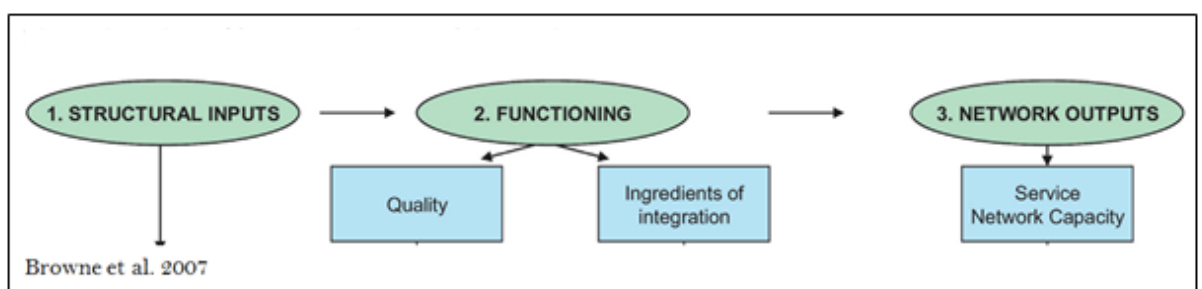 1. STRUCTURAL INPUTS
2. FUNCTIONING
3. NETWORK OUTPUTS
Quality
Ingredients of
integration
Service
Network Capacity
Browne et al. 2007